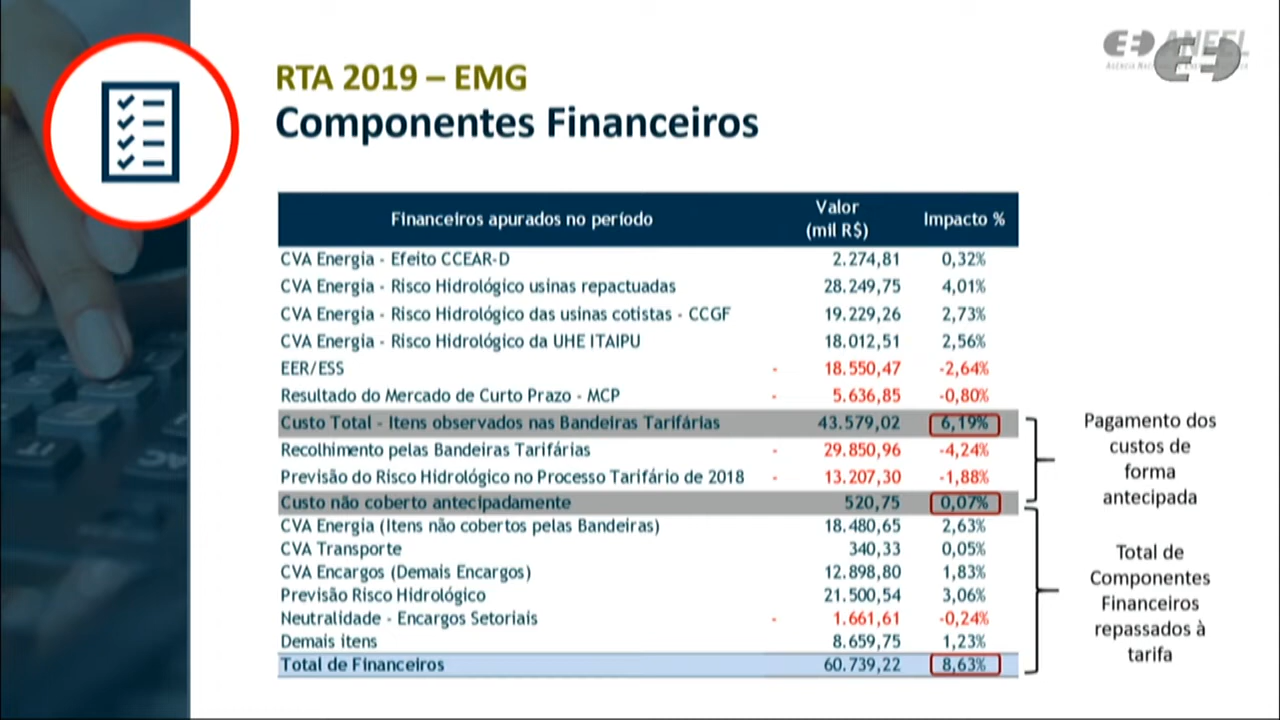 ANEEL
RTA 2019 – EMG
Componentes Financeiros
Financeiros apurados no período Valor (mil R$) Impacto %
CVA Energia - Efeito CCEAR-D 2.274,81 0,32%
CVA Energia - Risco Hidrológico usinas repactuadas 28.249,75 4,01%
CVA Energia - Risco Hidrológico das usinas cotistas - CCGF 19.229,26 2,73%
CVA Energia - Risco Hidrológico da UHE ITAIPU 18.012,51 2,56%
EER/ESS - 18.550,47 -2,64%
Resultado do Mercado de Curto Prazo - MCP - 5.636,85 -0,80%
Custo Total - Itens observados nas Bandeiras Tarifárias 43.579,02 6,19%
Recolhimento pelas Bandeiras Tarifárias - 29.850,96 -4,24%
Previsão do Risco Hidrológico no Processo Tarifário de 2018 - 13.207,30 -1,88%
Custo não coberto antecipadamente 520,75 0,07%
CVA Energia (Itens não cobertos pelas Bandeiras) 18.480,65 2,63%
CVA Transporte 340,33 0,05%
CVA Encargos (Demais Encargos) 12.898,80 1,83%
Previsão Risco Hidrológico 21.500,54 3,06%
Neutralidade - Encargos Setoriais - 1.661,61 -0,24%
Demais itens 8.659,75 1,23%
Total de Financeiros 60.739,22 8,63%
Pagamento dos
custos de
forma
antecipada
Total de
Componentes
Financeiros
repassados à
tarifa